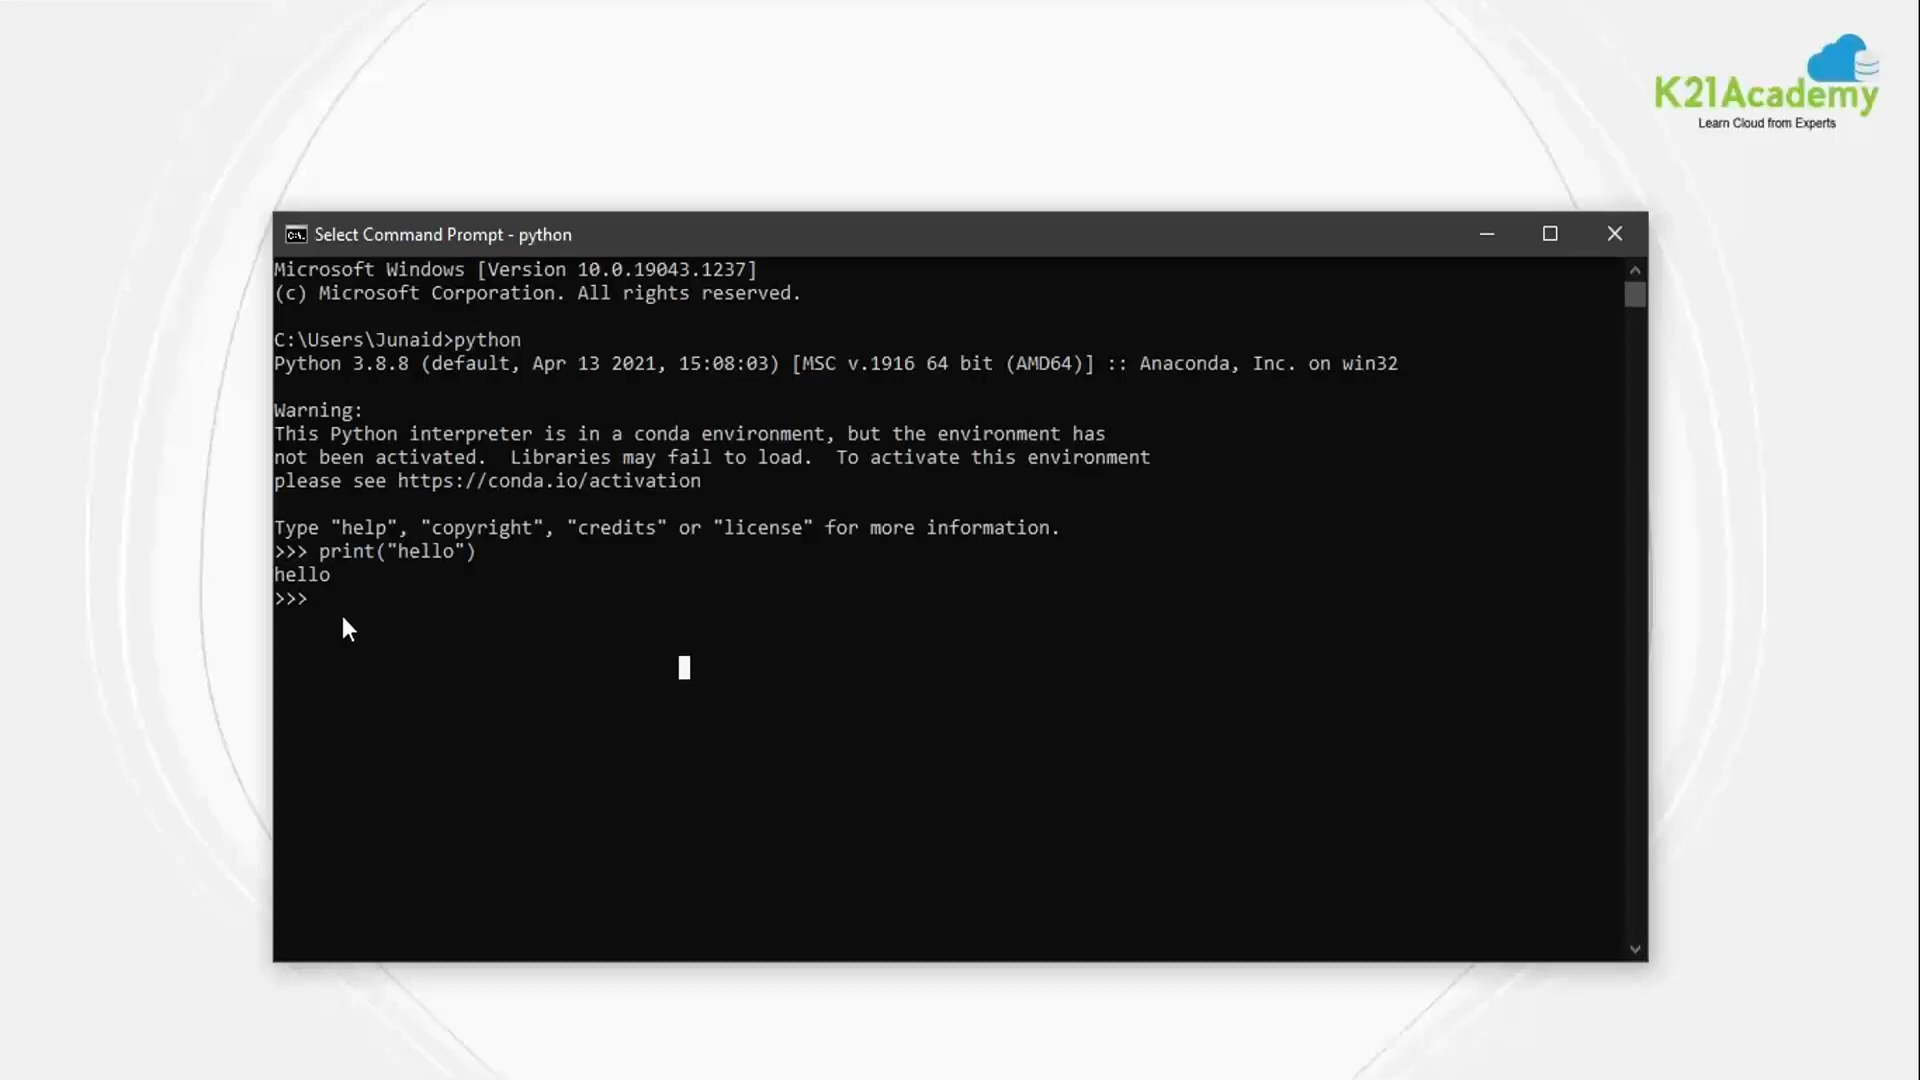 K21Academy
Learn Cloud from Experts
Select Command Prompt - python
Microsoft Windows [Version 10.0.19043.1237]
(c) Microsoft Corporation. All rights reserved.
C:\Users\Junaid>python
Python 3.8.8 (default, Apr 13 2021, 15:08:03) [MSC v.1916 64 bit (AMD64)] :: Anaconda, Inc. on win32
Warning:
This Python interpreter is in a conda environment, but the environment has
not been activated.  Libraries may fail to load.  To activate this environment
please see https://conda.io/activation
Type "help", "copyright", "credits" or "license" for more information.
>>> print("hello")
hello
>>>